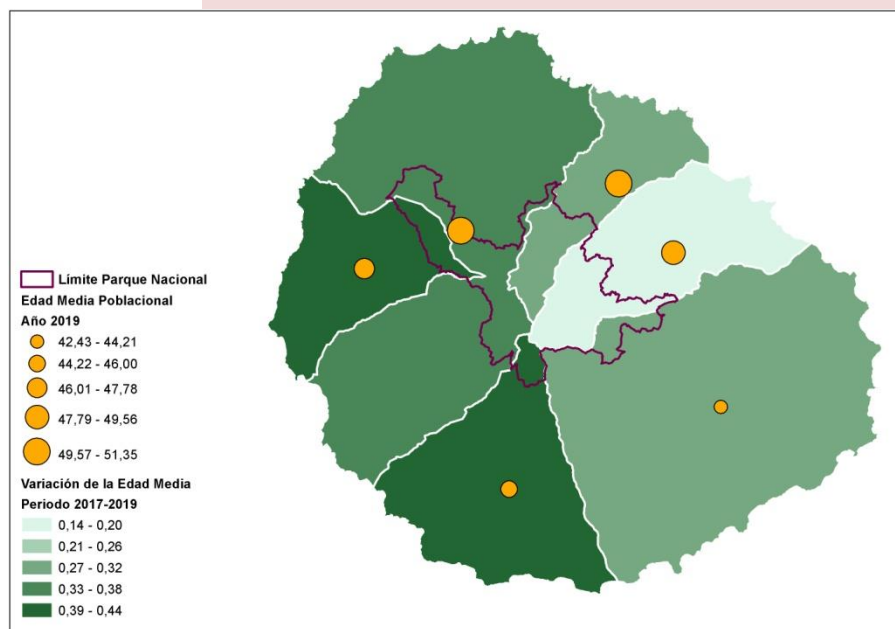 Límite Parque Nacional
Edad Media Poblacional
Año 2019
42,43 - 44,21
44,22 - 46,00
46,01 - 47,78
47,79 - 49,56
49,57 - 51,35
Variación de la Edad Media
Periodo 2017-2019
0,14 - 0,20
0,21 - 0,26
0,27 - 0,32
0,33 - 0,38
0,39 - 0,44